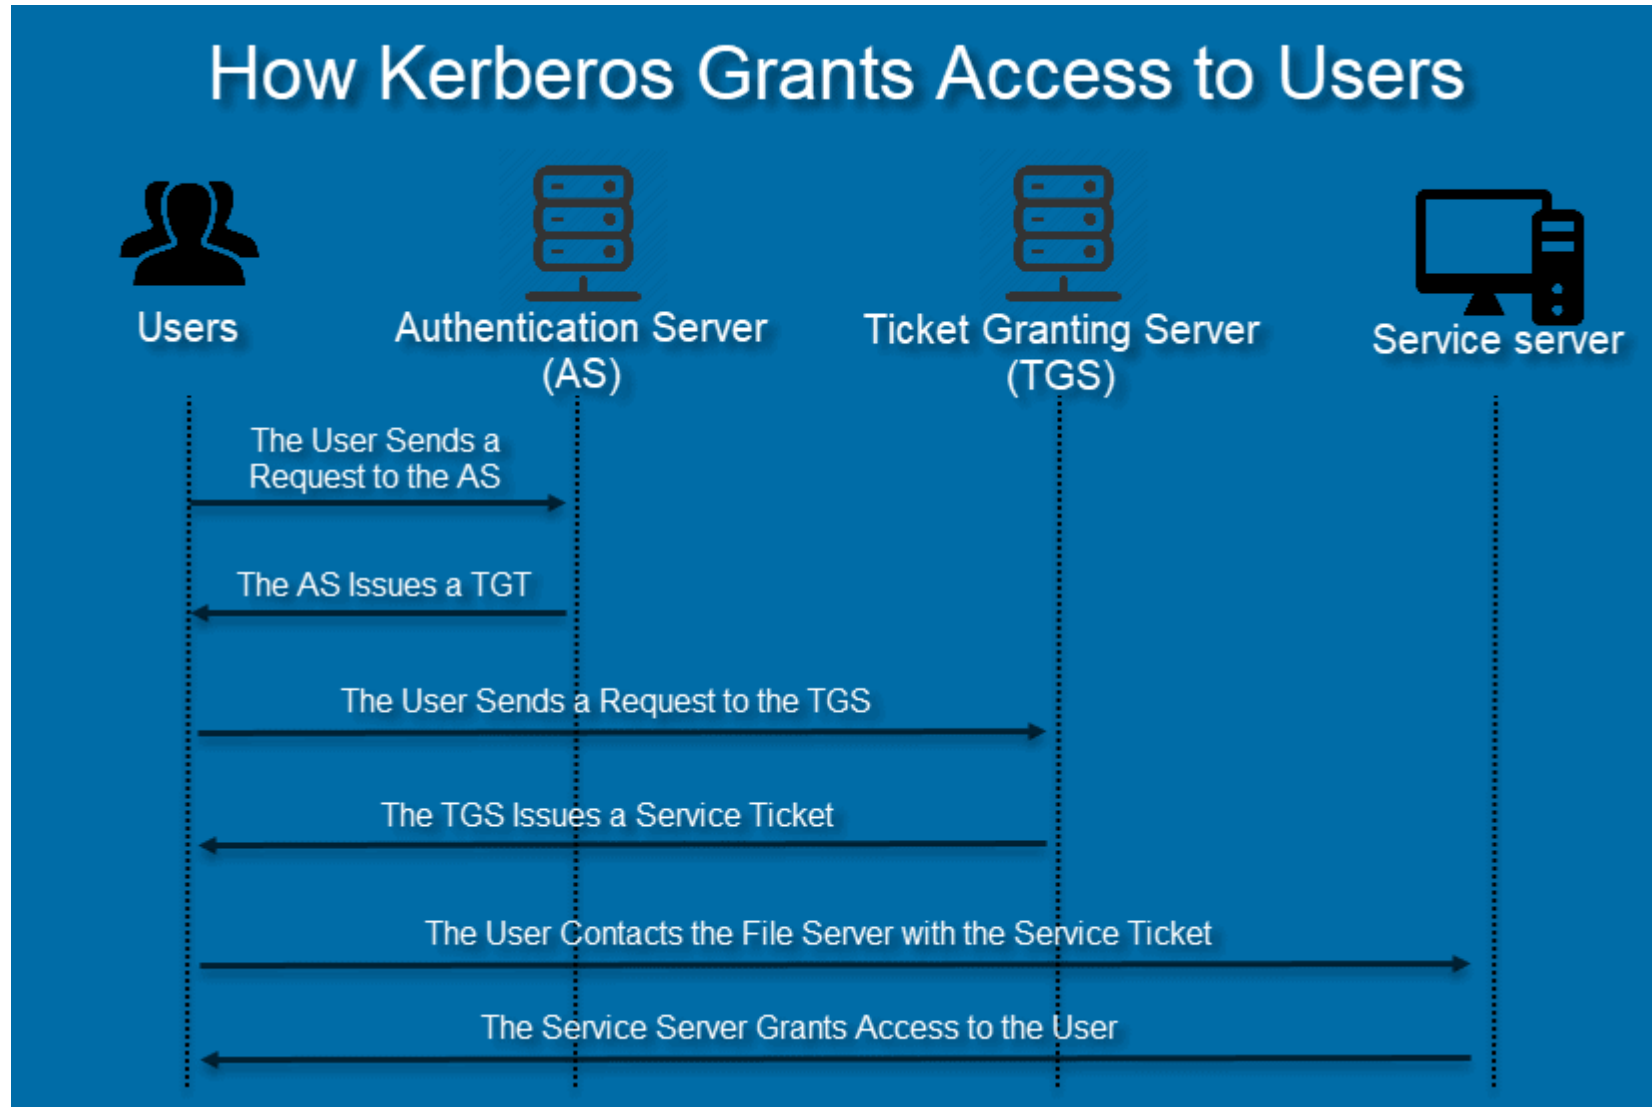 How Kerberos Grants Access to Users
Users
Authentication Server
(AS)
Ticket Granting Server
(TGS)
Service server
The User Sends a
Request to the AS
The AS Issues a TGT
The User Sends a Request to the TGS
The TGS Issues a Service Ticket
The User Contacts the File Server with the Service Ticket
The Service Server Grants Access to the User